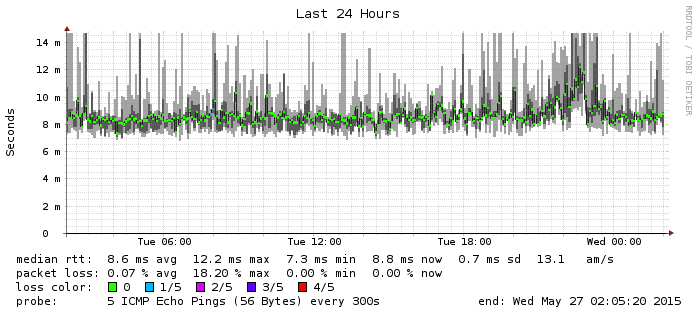 Last 24 Hours
RRDTOOL / TOBI OETIKER
Seconds
14 m
12 m
10 m
8 m
6 m
4 m
2 m
0
Tue 06:00 Tue 12:00 Tue 18:00 Wed 00:00
median rtt: 8.6 ms avg 12.2 ms max 7.3 ms min 8.8 ms now 0.7 ms sd 13.1 am/s
packet loss: 0.07 % avg 18.20 % max 0.00 % min 0.00 % now
loss color: 0 1/5 2/5 3/5 4/5
probe: 5 ICMP Echo Pings (56 Bytes) every 300s end: Wed May 27 02:05:20 2015